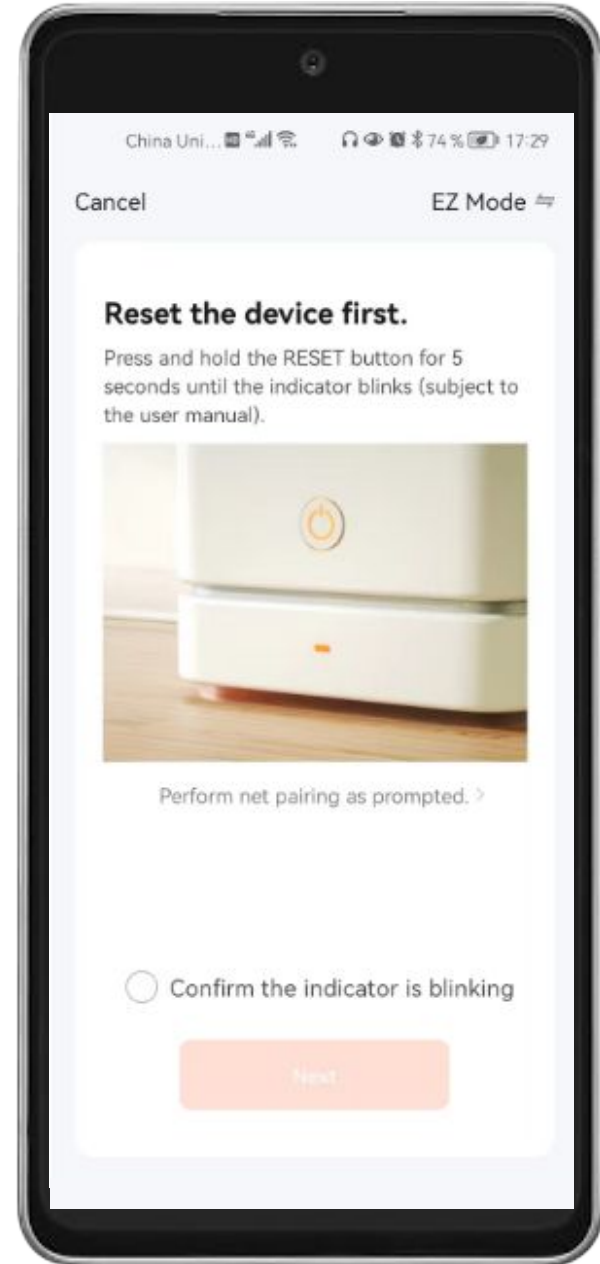 China Uni... 74% 17:29
Cancel EZ Mode
Reset the device first.
Press and hold the RESET button for 5
seconds until the indicator blinks (subject to
the user manual).
Perform net pairing as prompted. >
Confirm the indicator is blinking
Next